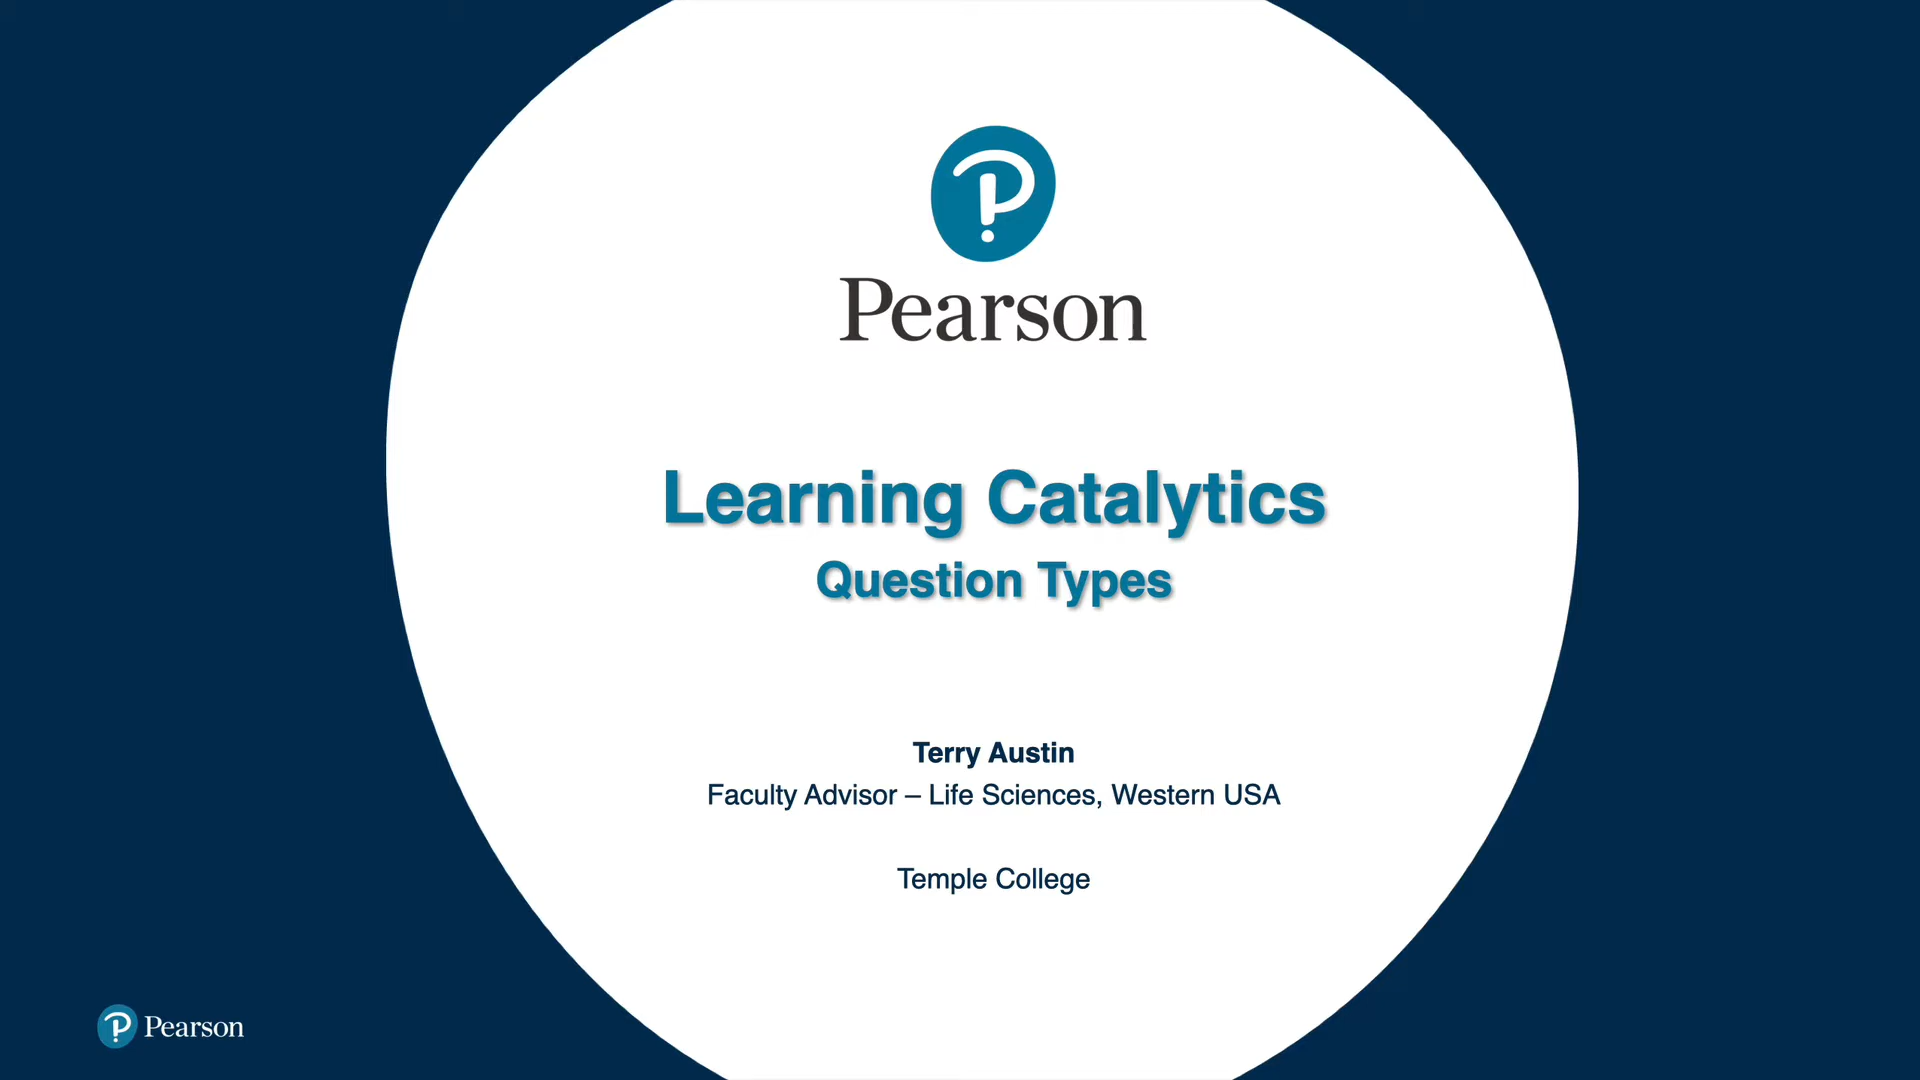 Pearson
Learning Catalytics
Question Types
Terry Austin
Faculty Advisor – Life Sciences, Western USA
Temple College
Pearson